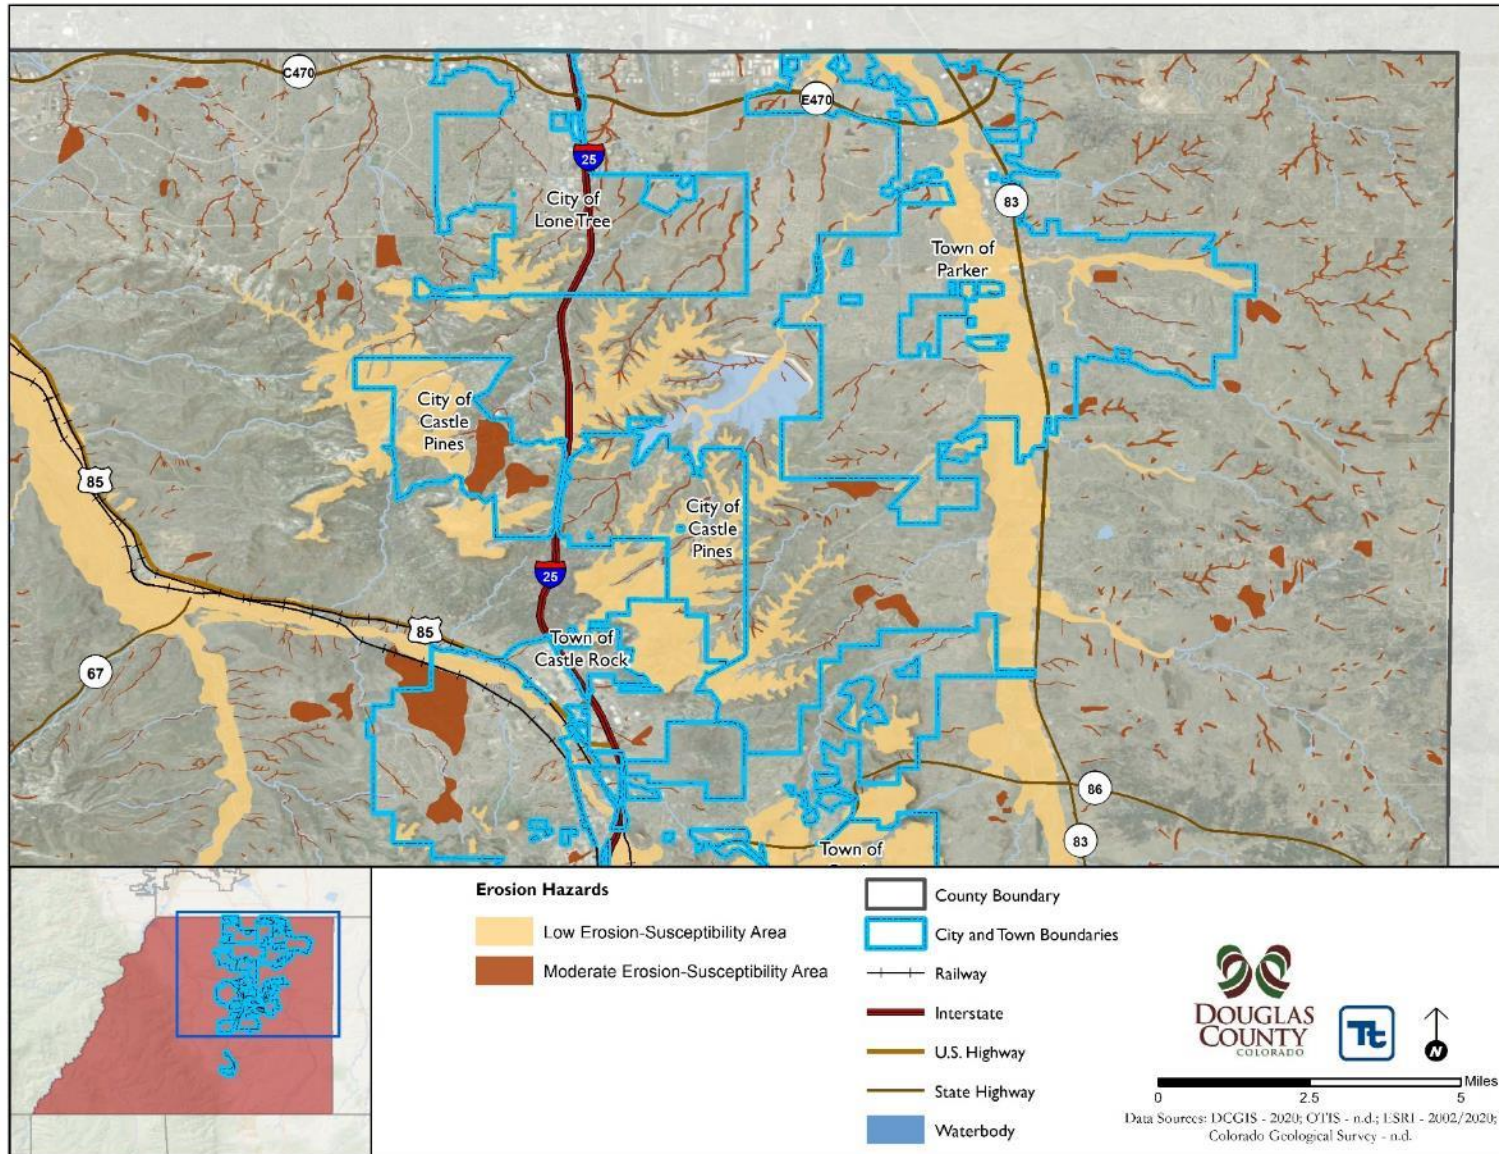 C470
E470
25
City of
Lone Tree
83
Town of
Parker
City of
Castle
Pines
85
City of
Castle
Pines
25
85
Town of
Castle Rock
67
86
83
Town of
Erosion Hazards
Low Erosion-Susceptibility Area
Moderate Erosion-Susceptibility Area
County Boundary
City and Town Boundaries
Railway
Interstate
U.S. Highway
State Highway
Waterbody
DOUGLAS
COUNTY
COLORADO
Tt
N
Miles
0 2.5 5
Data Sources: DCGIS - 2020; OTIS - n.d.; ESRI - 2002/2020;
Colorado Geological Survey - n.d.